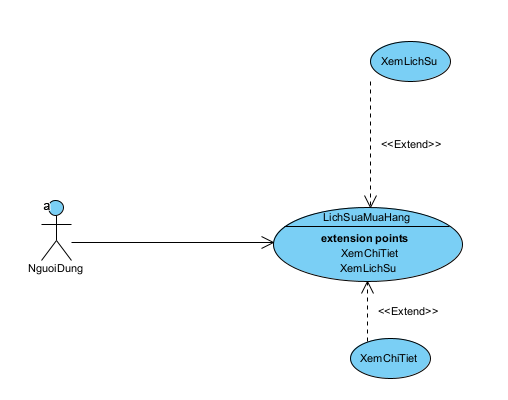 XemLichSu
<<Extend>>
a
LichSuaMuaHang
extension points
XemChiTiet
XemLichSu
NguoiDung
<<Extend>>
XemChiTiet